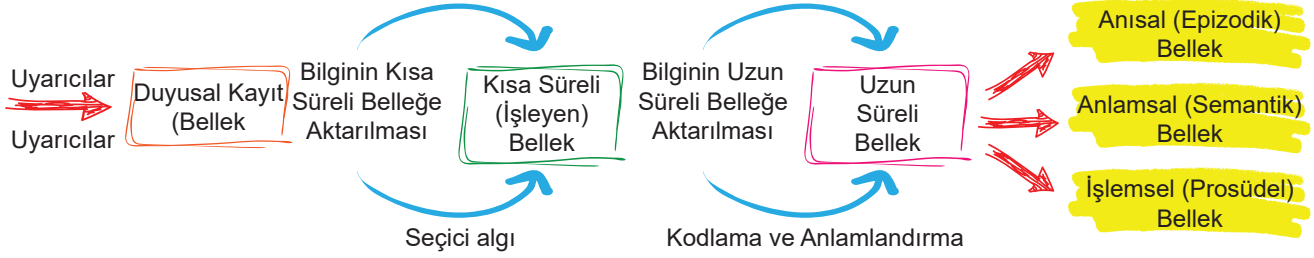 Uyarıcılar
Uyarıcılar
Duyusal Kayıt
(Bellek
Bilginin Kısa
Süreli Belleğe
Aktarılması
Seçici algı
Kısa Süreli
(İşleyen)
Bellek
Bilginin Uzun
Süreli Belleğe
Aktarılması
Kodlama ve Anlamlandırma
Uzun
Süreli
Bellek
Anısal (Epizodik)
Bellek
Anlamsal (Semantik)
Bellek
İşlemsel (Prosüdel)
Bellek